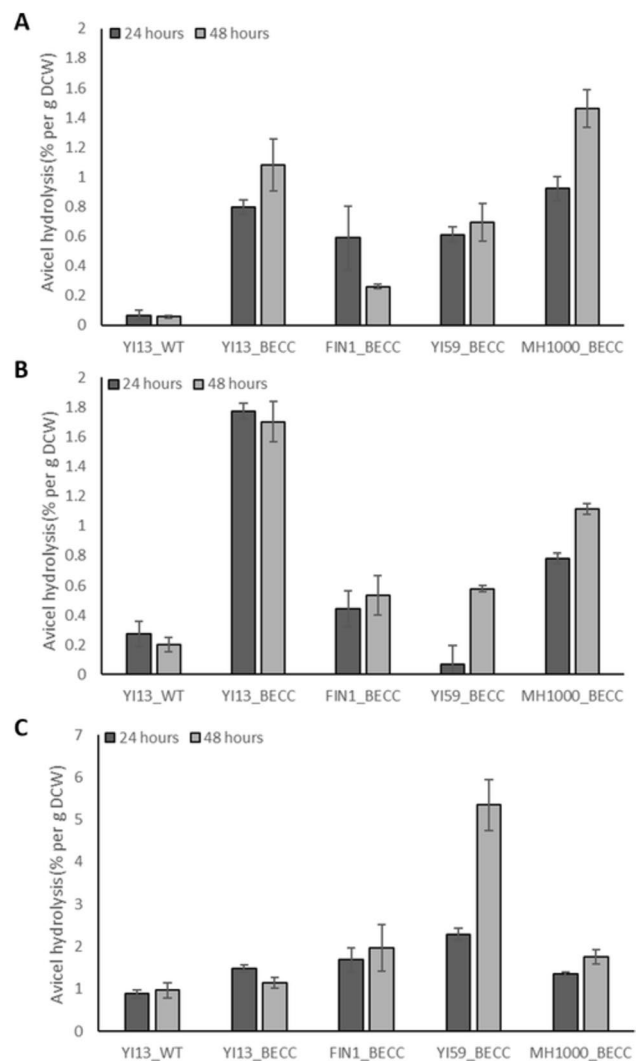 A
24 hours 48 hours
Avicel hydrolysis (% per g DCW)
2
1.8
1.6
1.4
1.2
1
0.8
0.6
0.4
0.2
0
YI13_WT YI13_BECC FIN1_BECC YI59_BECC MH1000_BECC
B
24 hours 48 hours
Avicel hydrolysis (% per g DCW)
2
1.8
1.6
1.4
1.2
1
0.8
0.6
0.4
0.2
0
YI13_WT YI13_BECC FIN1_BECC YI59_BECC MH1000_BECC
C
24 hours 48 hours
Avicel hydrolysis (% per g DCW)
7
6
5
4
3
2
1
0
YI13_WT YI13_BECC FIN1_BECC YI59_BECC MH1000_BECC